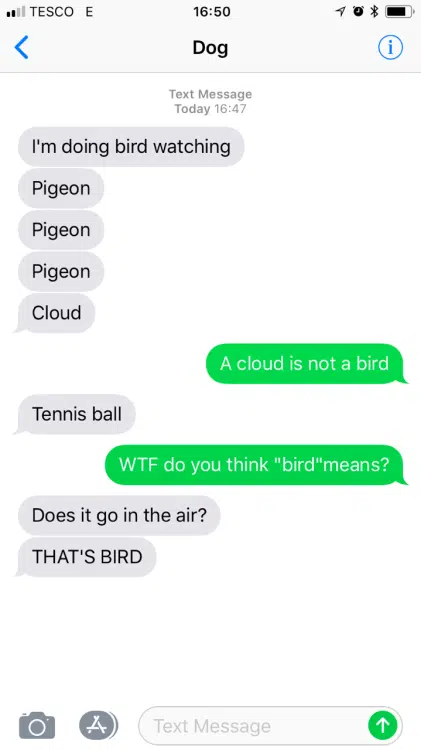 TESCO E 16:50
Dog
Text Message
Today 16:47
I'm doing bird watching
Pigeon
Pigeon
Pigeon
Cloud
A cloud is not a bird
Tennis ball
WTF do you think "bird"means?
Does it go in the air?
THAT'S BIRD
Text Message